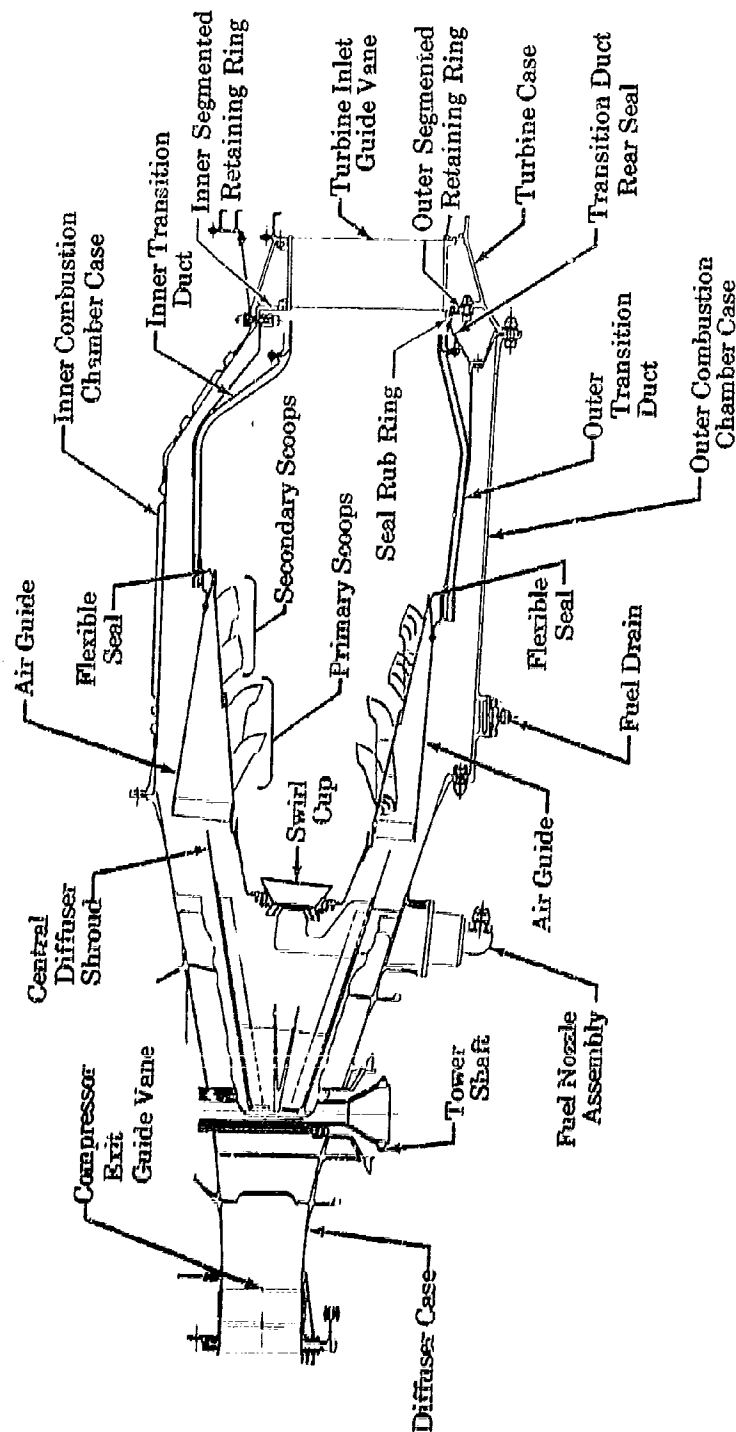 Compressor
Exit
Guide Vane
Central
Diffuser
Shroud
Air Guide
Flexible
Seal
Inner Combustion
Chamber Case
Inner Transition
Duct
Inner Segmented
Retaining Ring
Secondary Scoops
Primary Scoops
Swirl
Cup
Turbine Inlet
Guide Vane
Outer Segmented
Retaining Ring
Seal Rub Ring
Turbine Case
Transition Duct
Rear Seal
Outer
Transition
Duct
Outer Combustion
Chamber Case
Flexible
Seal
Fuel Drain
Air Guide
Fuel Nozzle
Assembly
Tower
Shaft
Diffuser Case